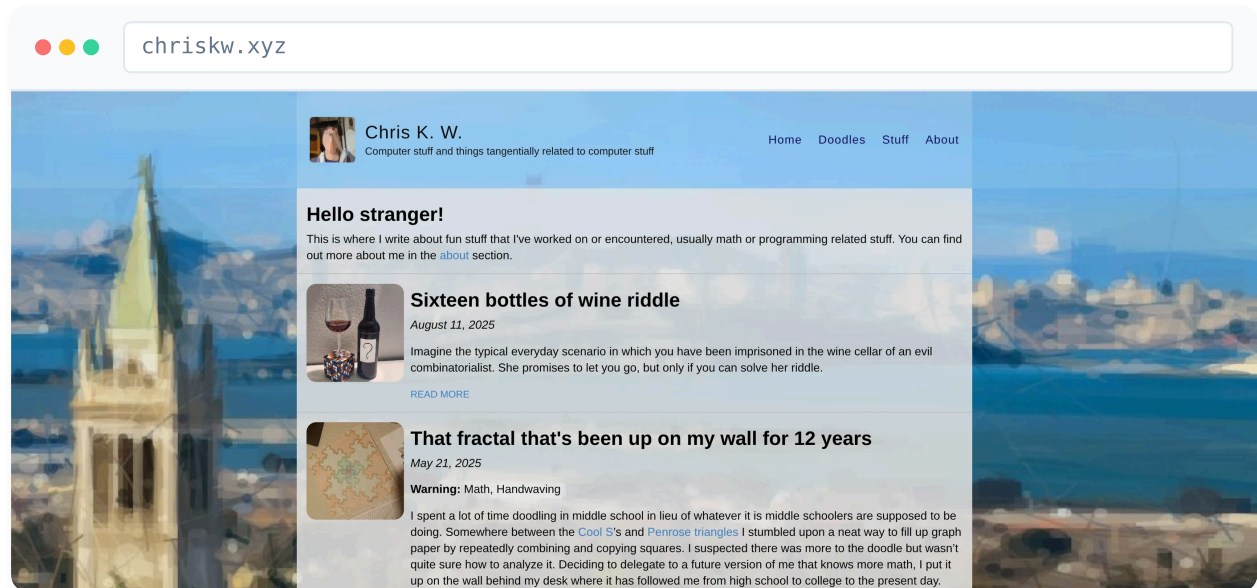 chriskw.xyz
Chris K. W.
Computer stuff and things tangentially related to computer stuff
Home Doodles Stuff About
Hello stranger!
This is where I write about fun stuff that I've worked on or encountered, usually math or programming related stuff. You can find
out more about me in the about section.
Sixteen bottles of wine riddle
August 11, 2025
Imagine the typical everyday scenario in which you have been imprisoned in the wine cellar of an evil
combinatorialist. She promises to let you go, but only if you can solve her riddle.
READ MORE
?
That fractal that's been up on my wall for 12 years
May 21, 2025
Warning: Math, Handwaving
I spent a lot of time doodling in middle school in lieu of whatever it is middle schoolers are supposed to be
doing. Somewhere between the Cool S's and Penrose triangles I stumbled upon a neat way to fill up graph
paper by repeatedly combining and copying squares. I suspected there was more to the doodle but wasn't
quite sure how to analyze it. Deciding to delegate to a future version of me that knows more math, I put it
up on the wall behind my desk where it has followed me from high school to college to the present day.